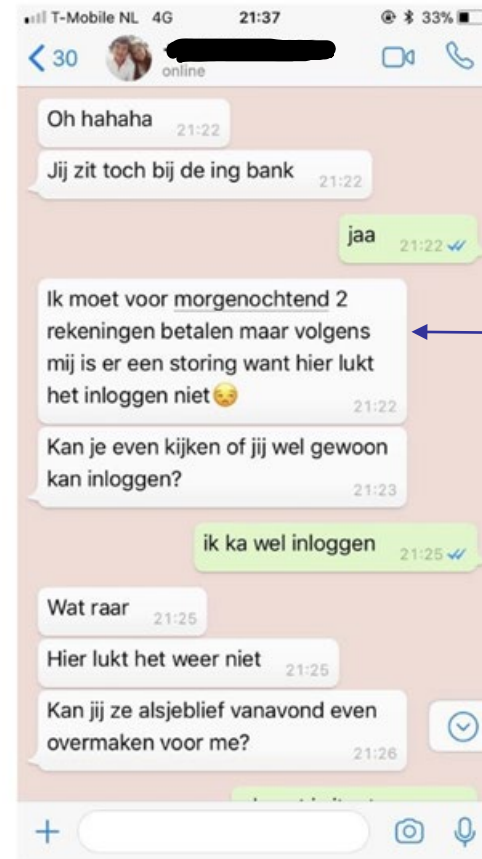 T-Mobile NL 4G 21:37 33%
30
online
Oh hahaha 21:22
Jij zit toch bij de ing bank 21:22
jaa 21:22
Ik moet voor morgenochtend 2
rekeningen betalen maar volgens
mij is er een storing want hier lukt
het inloggen niet😒
21:22
Kan je even kijken of jij wel gewoon
kan inloggen?
21:23
ik ka wel inloggen 21:25
Wat raar 21:25
Hier lukt het weer niet 21:25
Kan jij ze alsjeblief vanavond even
overmaken voor me?
21:26